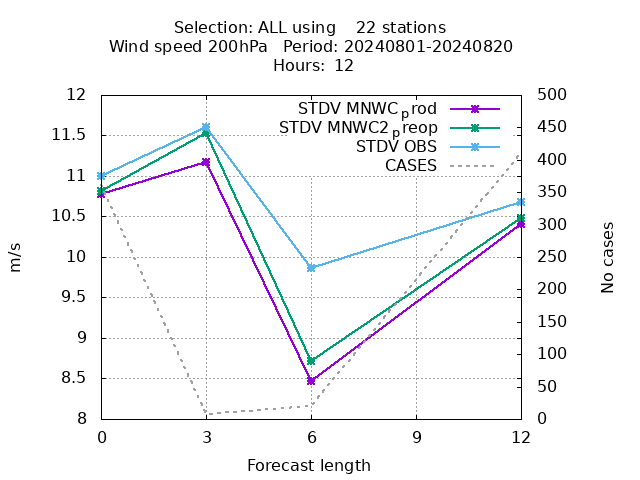 Selection: ALL using    22 stations
Wind speed 200hPa   Period: 20240801-20240820
Hours:  12
12
11.5
11
10.5
10
9.5
9
8.5
8
500
450
400
350
300
250
200
150
100
50
0
STDV MNWC_prod
STDV MNWC2_preop
STDV OBS
CASES
m/s
No cases
0 3 6 9 12
Forecast length